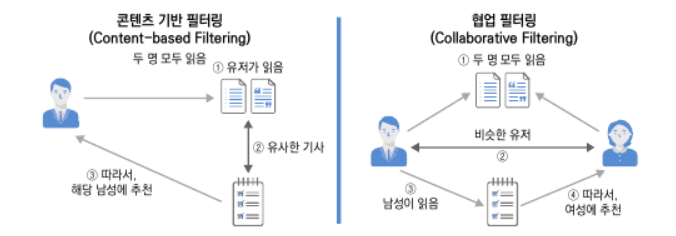 콘텐츠 기반 필터링
(Content-based Filtering)
두 명 모두 읽음
① 유저가 읽음
② 유사한 기사
③ 따라서,
해당 남성에 추천
협업 필터링
(Collaborative Filtering)
① 두 명 모두 읽음
비슷한 유저
②
③
남성이 읽음
④ 따라서,
여성에 추천